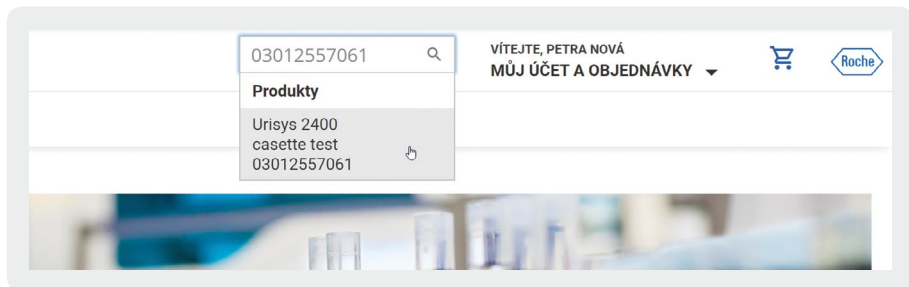 03012557061
VÍTEJTE, PETRA NOVÁ
MŮJ ÚČET A OBJEDNÁVKY
Roche
Produkty
Urisys 2400
casette test
03012557061